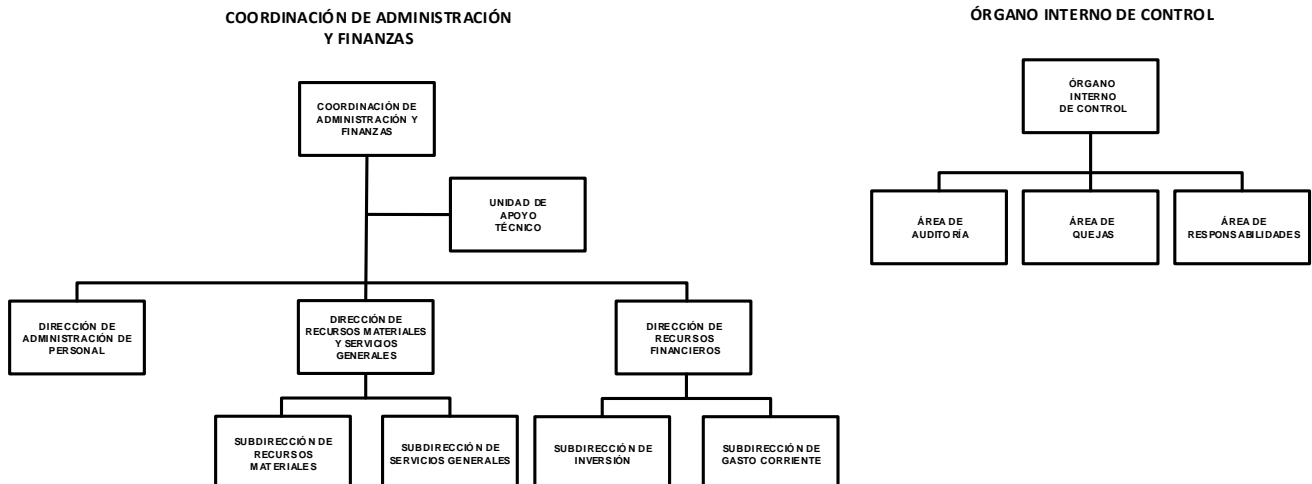 COORDINACIÓN DE ADMINISTRACIÓN
Y FINANZAS
COORDINACIÓN DE
ADMINISTRACIÓN Y
FINANZAS
UNIDAD DE
APOYO
TÉCNICO
DIRECCIÓN DE
ADMINISTRACIÓN DE
PERSONAL
DIRECCIÓN DE
RECURSOS MATERIALES
Y SERVICIOS
GENERALES
DIRECCIÓN DE
RECURSOS
FINANCIEROS
SUBDIRECCIÓN DE
RECURSOS
MATERIALES
SUBDIRECCIÓN DE
SERVICIOS GENERALES
SUBDIRECCIÓN DE
INVERSIÓN
SUBDIRECCIÓN DE
GASTO CORRIENTE
ÓRGANO INTERNO DE CONTROL
ÓRGANO
INTERNO
DE CONTROL
ÁREA DE
AUDITORÍA
ÁREA DE
QUEJAS
ÁREA DE
RESPONSABILIDADES